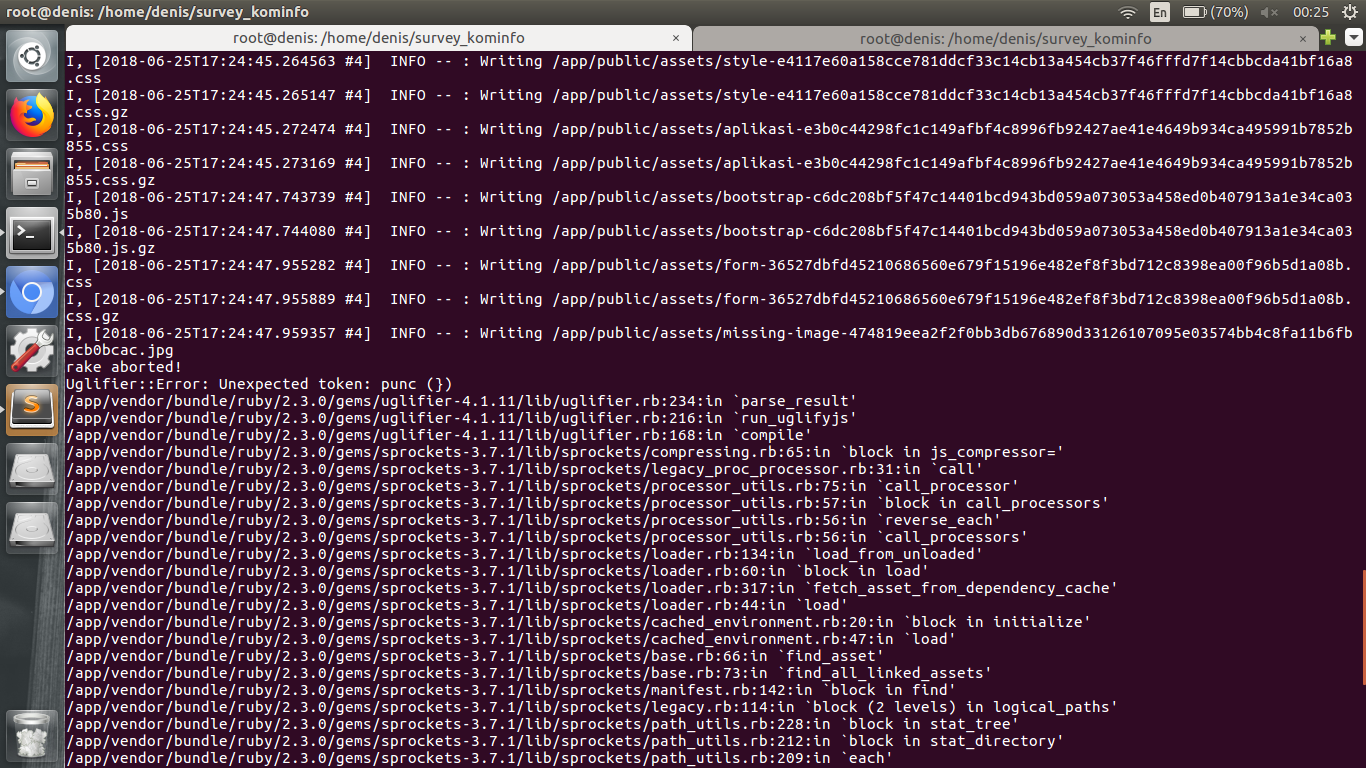 root@denis: /home/denis/survey_kominfo
En
(70%)
00:25
root@denis: /home/denis/survey_kominfo ×
root@denis: /home/denis/survey_kominfo ×
I, [2018-06-25T17:24:45.264563 #4]  INFO -- : Writing /app/public/assets/style-e4117e60a158cce781ddcf33c14cb13a454cb37f46fffd7f14cbbcda41bf16a8
.css
I, [2018-06-25T17:24:45.265147 #4]  INFO -- : Writing /app/public/assets/style-e4117e60a158cce781ddcf33c14cb13a454cb37f46fffd7f14cbbcda41bf16a8
.css.gz
I, [2018-06-25T17:24:45.272474 #4]  INFO -- : Writing /app/public/assets/aplikasi-e3b0c44298fc1c149afbf4c8996fb92427ae41e4649b934ca495991b7852b
855.css
I, [2018-06-25T17:24:45.273169 #4]  INFO -- : Writing /app/public/assets/aplikasi-e3b0c44298fc1c149afbf4c8996fb92427ae41e4649b934ca495991b7852b
855.css.gz
I, [2018-06-25T17:24:47.743739 #4]  INFO -- : Writing /app/public/assets/bootstrap-c6dc208bf5f47c14401bcd943bd059a073053a458ed0b407913a1e34ca03
5b80.js
I, [2018-06-25T17:24:47.744080 #4]  INFO -- : Writing /app/public/assets/bootstrap-c6dc208bf5f47c14401bcd943bd059a073053a458ed0b407913a1e34ca03
5b80.js.gz
I, [2018-06-25T17:24:47.955282 #4]  INFO -- : Writing /app/public/assets/form-36527dbfd45210686560e679f15196e482ef8f3bd712c8398ea00f96b5d1a08b.
css
I, [2018-06-25T17:24:47.955889 #4]  INFO -- : Writing /app/public/assets/form-36527dbfd45210686560e679f15196e482ef8f3bd712c8398ea00f96b5d1a08b.
css.gz
I, [2018-06-25T17:24:47.959357 #4]  INFO -- : Writing /app/public/assets/missing-image-474819eea2f2f0bb3db676890d33126107095e03574bb4c8fa11b6fb
acb0bcac.jpg
rake aborted!
Uglifier::Error: Unexpected token: punc (})
/app/vendor/bundle/ruby/2.3.0/gems/uglifier-4.1.11/lib/uglifier.rb:234:in `parse_result'
/app/vendor/bundle/ruby/2.3.0/gems/uglifier-4.1.11/lib/uglifier.rb:216:in `run_uglifyjs'
/app/vendor/bundle/ruby/2.3.0/gems/uglifier-4.1.11/lib/uglifier.rb:168:in `compile'
/app/vendor/bundle/ruby/2.3.0/gems/sprockets-3.7.1/lib/sprockets/compressing.rb:65:in `block in js_compressor='
/app/vendor/bundle/ruby/2.3.0/gems/sprockets-3.7.1/lib/sprockets/legacy_proc_processor.rb:31:in `call'
/app/vendor/bundle/ruby/2.3.0/gems/sprockets-3.7.1/lib/sprockets/processor_utils.rb:75:in `call_processor'
/app/vendor/bundle/ruby/2.3.0/gems/sprockets-3.7.1/lib/sprockets/processor_utils.rb:57:in `block in call_processors'
/app/vendor/bundle/ruby/2.3.0/gems/sprockets-3.7.1/lib/sprockets/processor_utils.rb:56:in `reverse_each'
/app/vendor/bundle/ruby/2.3.0/gems/sprockets-3.7.1/lib/sprockets/processor_utils.rb:56:in `call_processors'
/app/vendor/bundle/ruby/2.3.0/gems/sprockets-3.7.1/lib/sprockets/loader.rb:134:in `load_from_unloaded'
/app/vendor/bundle/ruby/2.3.0/gems/sprockets-3.7.1/lib/sprockets/loader.rb:60:in `block in load'
/app/vendor/bundle/ruby/2.3.0/gems/sprockets-3.7.1/lib/sprockets/loader.rb:317:in `fetch_asset_from_dependency_cache'
/app/vendor/bundle/ruby/2.3.0/gems/sprockets-3.7.1/lib/sprockets/loader.rb:44:in `load'
/app/vendor/bundle/ruby/2.3.0/gems/sprockets-3.7.1/lib/sprockets/cached_environment.rb:20:in `block in initialize'
/app/vendor/bundle/ruby/2.3.0/gems/sprockets-3.7.1/lib/sprockets/cached_environment.rb:47:in `load'
/app/vendor/bundle/ruby/2.3.0/gems/sprockets-3.7.1/lib/sprockets/base.rb:66:in `find_asset'
/app/vendor/bundle/ruby/2.3.0/gems/sprockets-3.7.1/lib/sprockets/base.rb:73:in `find_all_linked_assets'
/app/vendor/bundle/ruby/2.3.0/gems/sprockets-3.7.1/lib/sprockets/manifest.rb:142:in `block in find'
/app/vendor/bundle/ruby/2.3.0/gems/sprockets-3.7.1/lib/sprockets/legacy.rb:114:in `block (2 levels) in logical_paths'
/app/vendor/bundle/ruby/2.3.0/gems/sprockets-3.7.1/lib/sprockets/path_utils.rb:228:in `block in stat_tree'
/app/vendor/bundle/ruby/2.3.0/gems/sprockets-3.7.1/lib/sprockets/path_utils.rb:212:in `block in stat_directory'
/app/vendor/bundle/ruby/2.3.0/gems/sprockets-3.7.1/lib/sprockets/path_utils.rb:209:in `each'